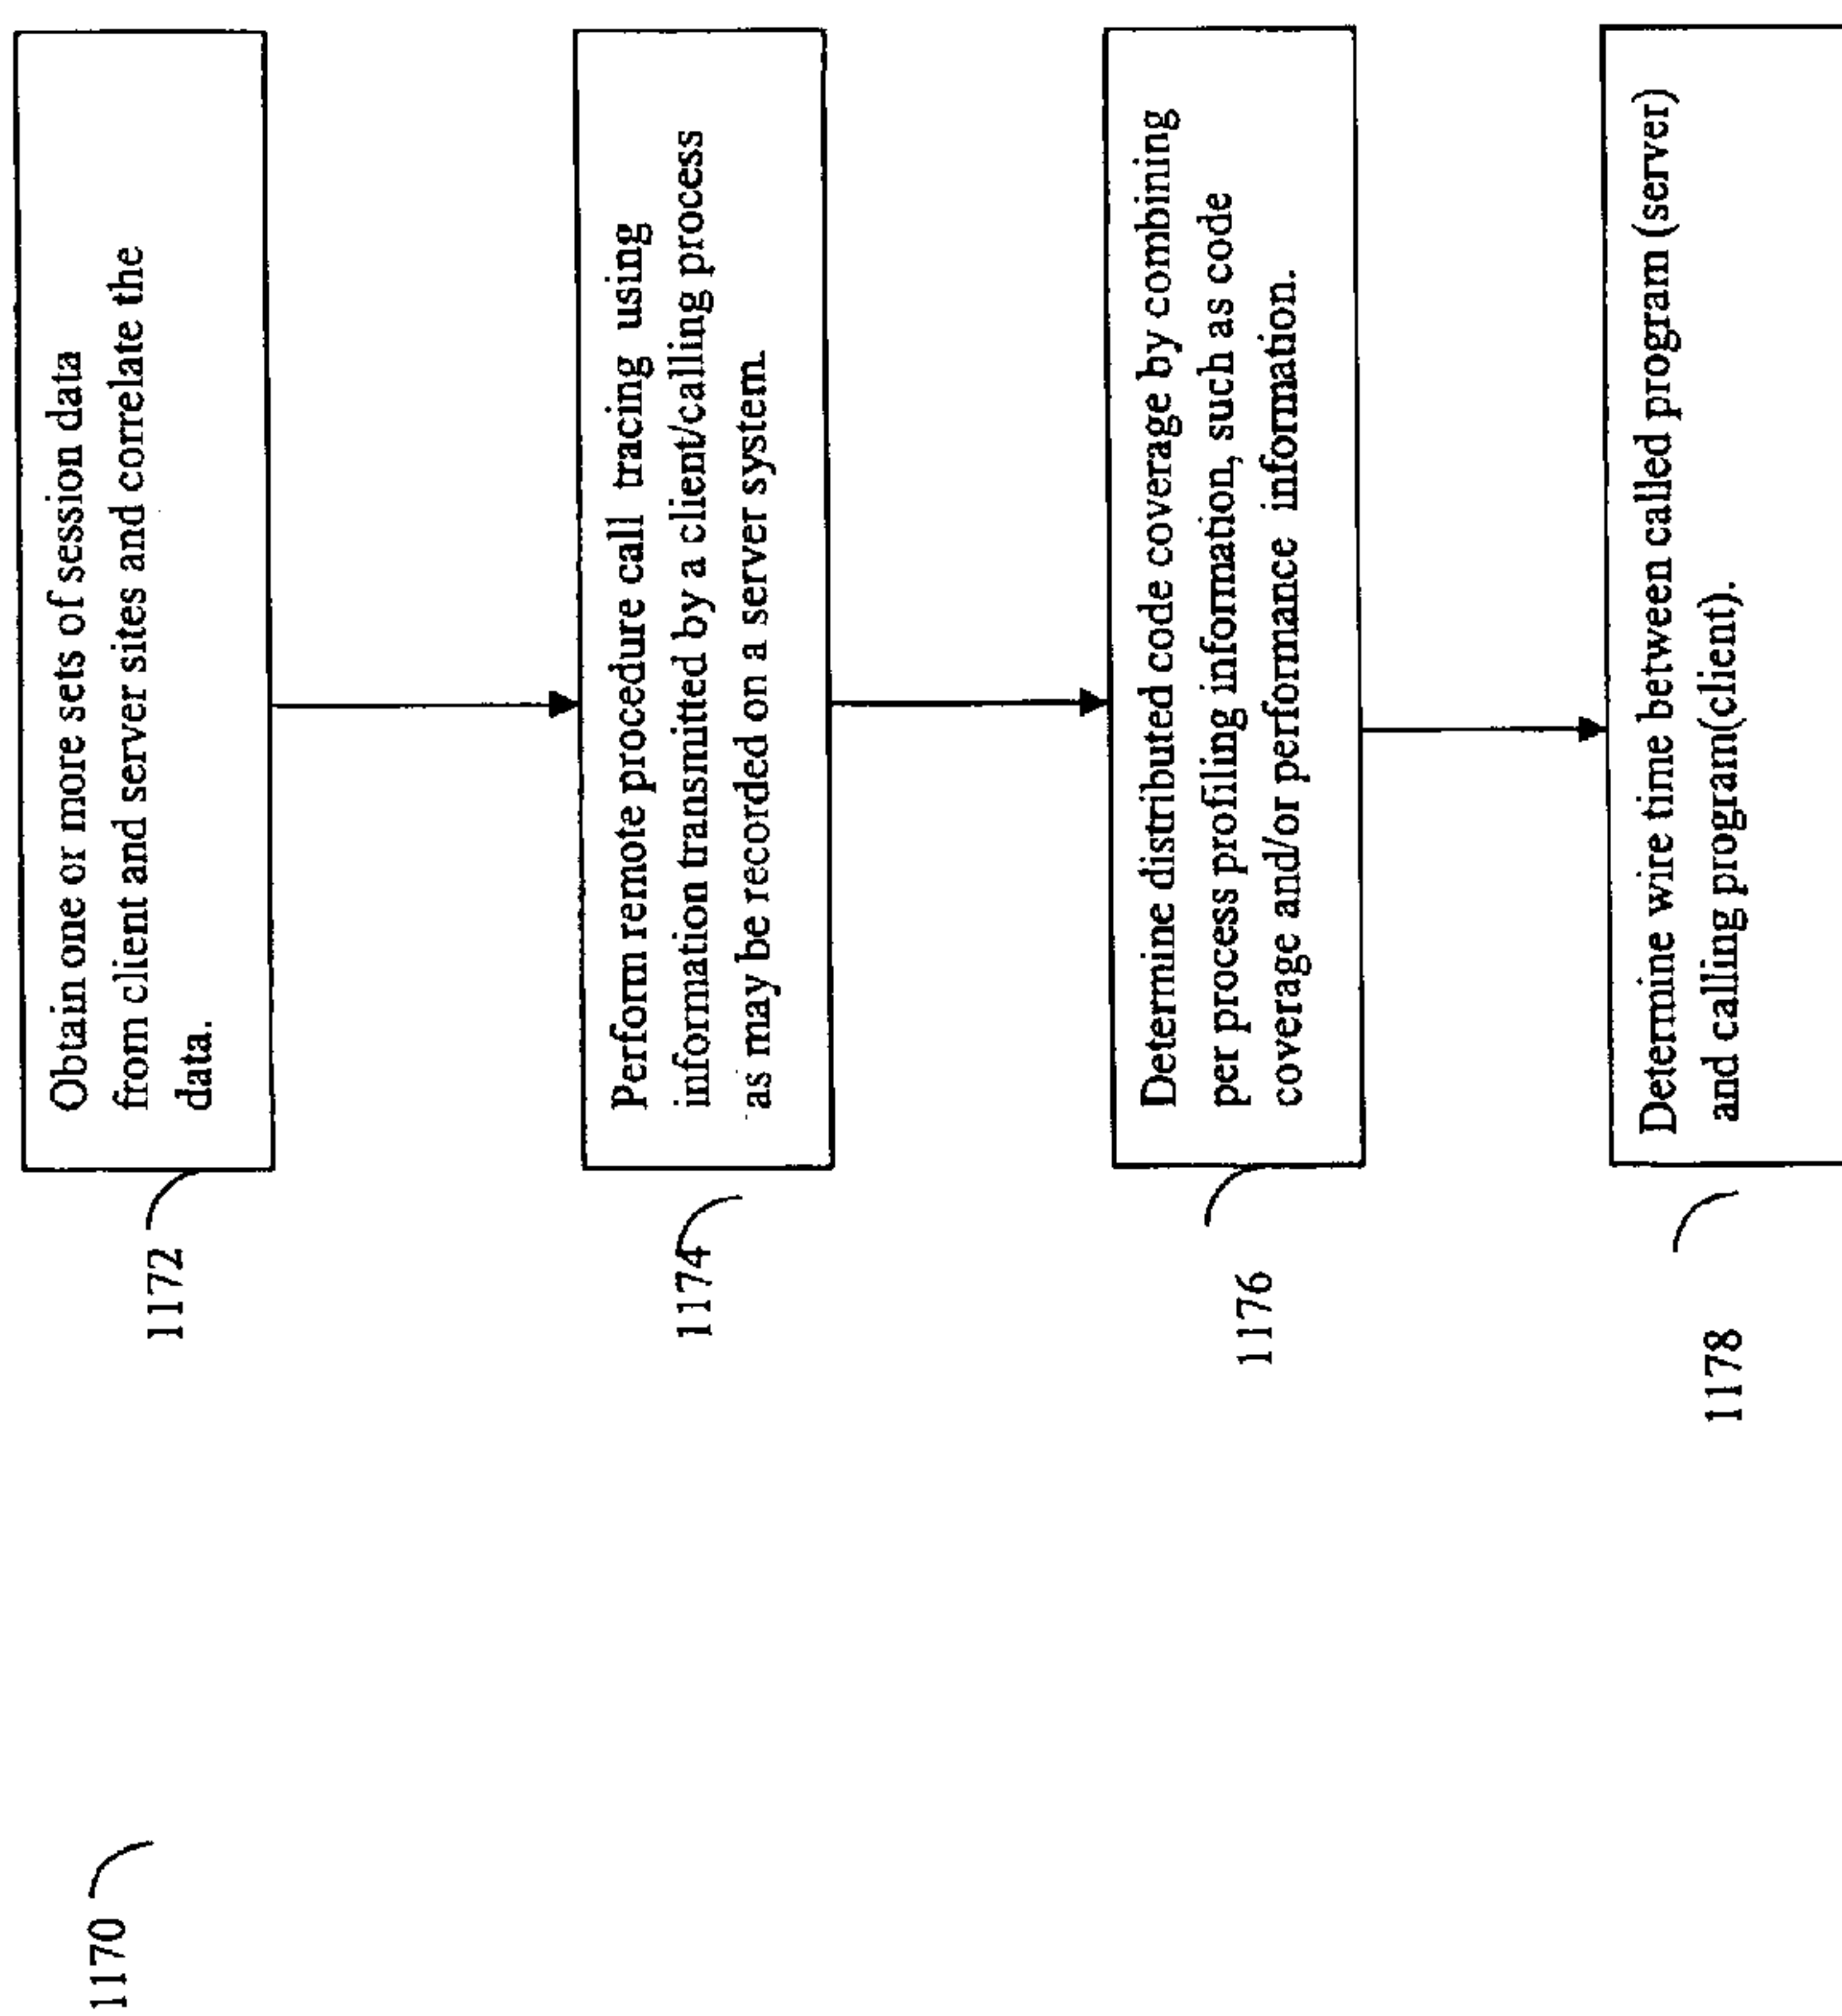 1170
1172
Obtain one or more sets of session data
from client and server sites and correlate the
data.
1174
Perform remote procedure call tracing using
information transmitted by a client/calling process
as may be recorded on a server system.
1176
Determine distributed code coverage by combining
per process profiling information, such as code
coverage and/or performance information.
1178
Determine wire time between called program (server)
and calling program(client).